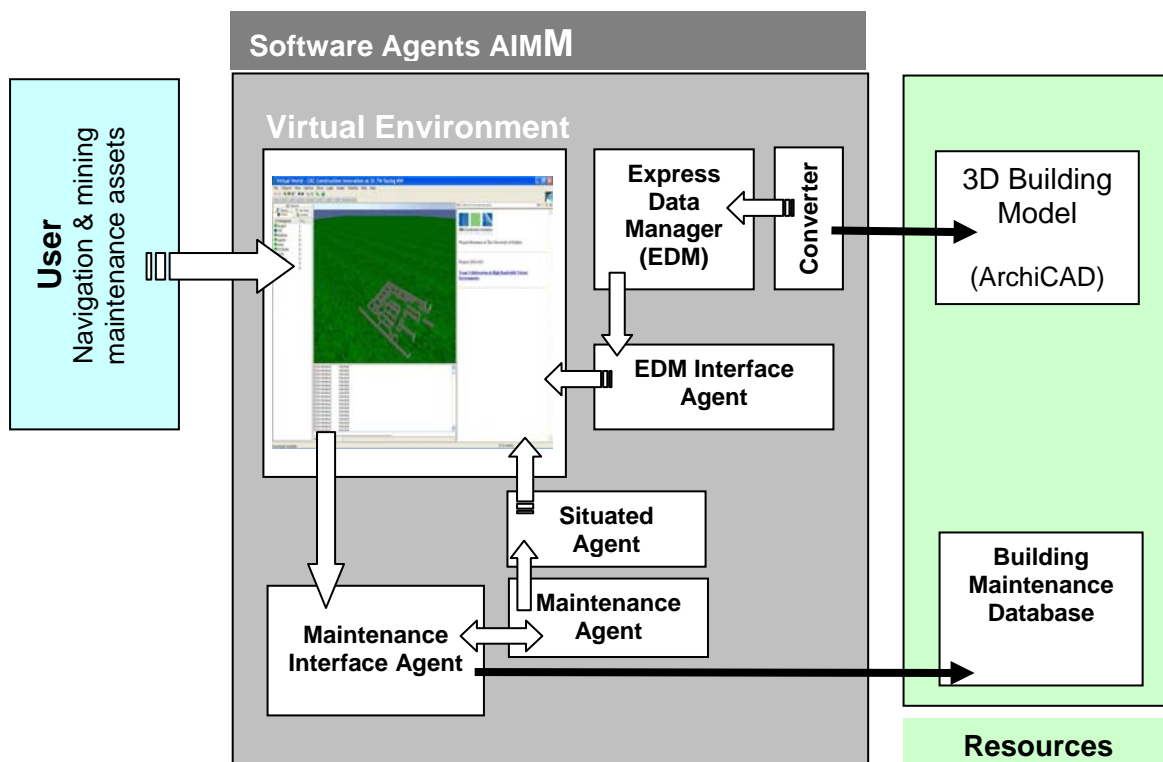 Software Agents AIMM
User
Navigation & mining
maintenance assets
Virtual Environment
Express
Data
Manager
(EDM)
Converter
3D Building
Model
(ArchiCAD)
EDM Interface
Agent
Situated
Agent
Maintenance
Agent
Maintenance
Interface Agent
Building
Maintenance
Database
Resources